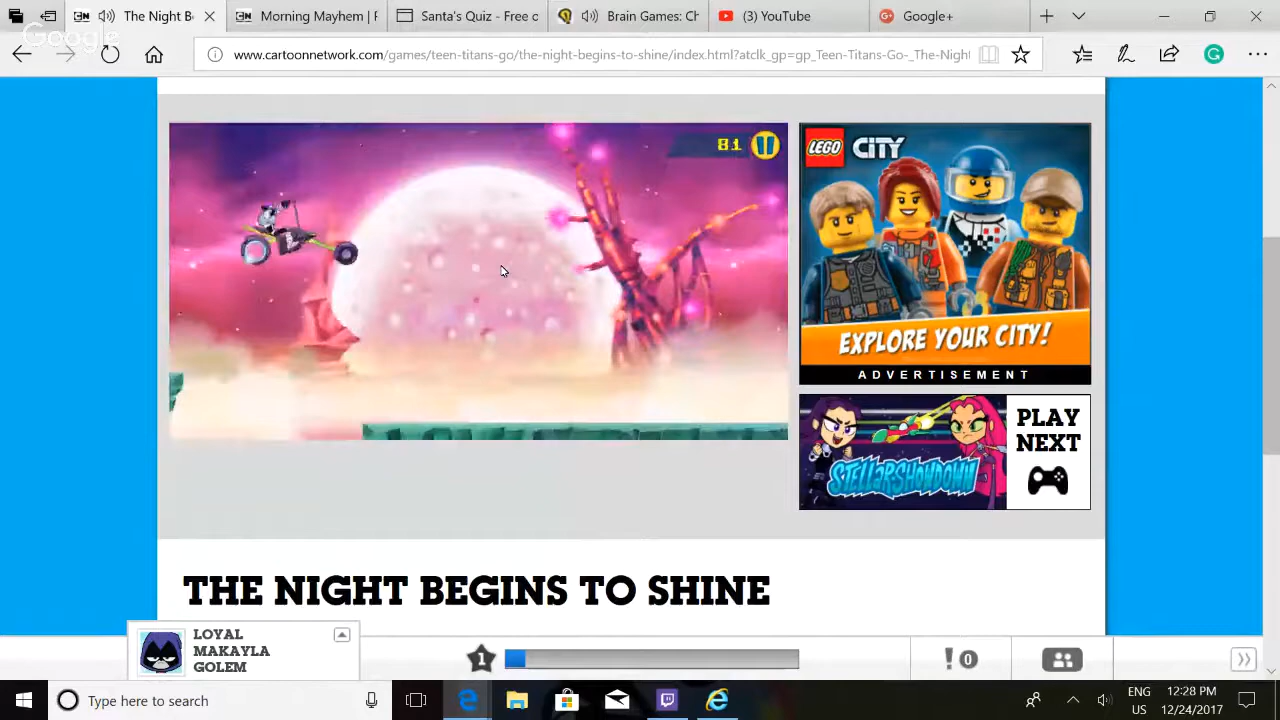 The Night B
Morning Mayhem | F
Santa's Quiz - Free o
Brain Games: Ch
(3) YouTube
Google+
Google
www.cartoonnetwork.com/games/teen-titans-go/the-night-begins-to-shine/index.html?atclk_gp=gp_Teen-Titans-Go-_The-Night
81
LEGO CITY
EXPLORE YOUR CITY!
ADVERTISEMENT
STELLAR SHOWDOWN
PLAY
NEXT
THE NIGHT BEGINS TO SHINE
LOYAL
MAKAYLA
GOLEM
1
! 0
Type here to search
ENG
US
12:28 PM
12/24/2017